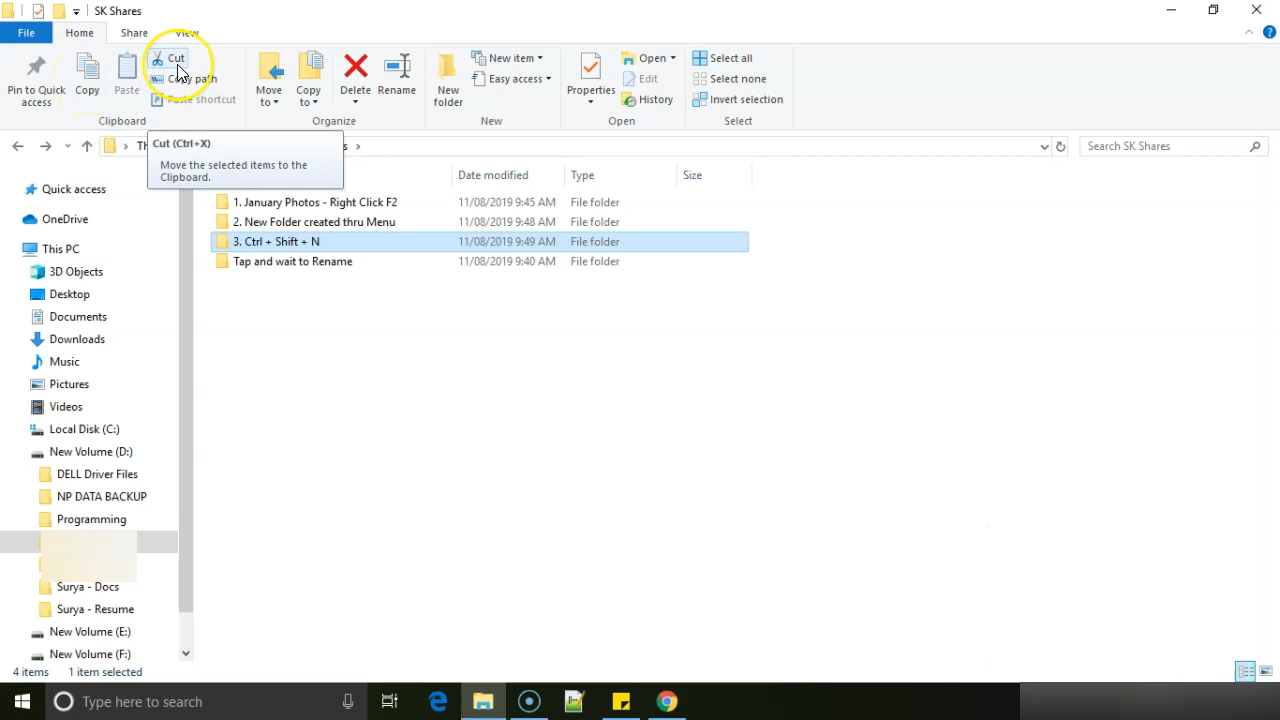 SK Shares
File Home Share View
Pin to Quick access
Copy
Paste
Cut
Copy path
Paste shortcut
Clipboard
Move to
Copy to
Delete
Rename
Organize
New folder
New item
Easy access
New
Properties
Open
Edit
History
Open
Select all
Select none
Invert selection
Select
Search SK Shares
Cut (Ctrl+X)
Move the selected items to the
Clipboard.
Date modified Type Size
1. January Photos - Right Click F2 11/08/2019 9:45 AM File folder
2. New Folder created thru Menu 11/08/2019 9:48 AM File folder
3. Ctrl + Shift + N 11/08/2019 9:49 AM File folder
Tap and wait to Rename 11/08/2019 9:40 AM File folder
Quick access
OneDrive
This PC
3D Objects
Desktop
Documents
Downloads
Music
Pictures
Videos
Local Disk (C:)
New Volume (D:)
DELL Driver Files
NP DATA BACKUP
Programming
Surya - Docs
Surya - Resume
New Volume (E:)
New Volume (F:)
4 items 1 item selected
Type here to search